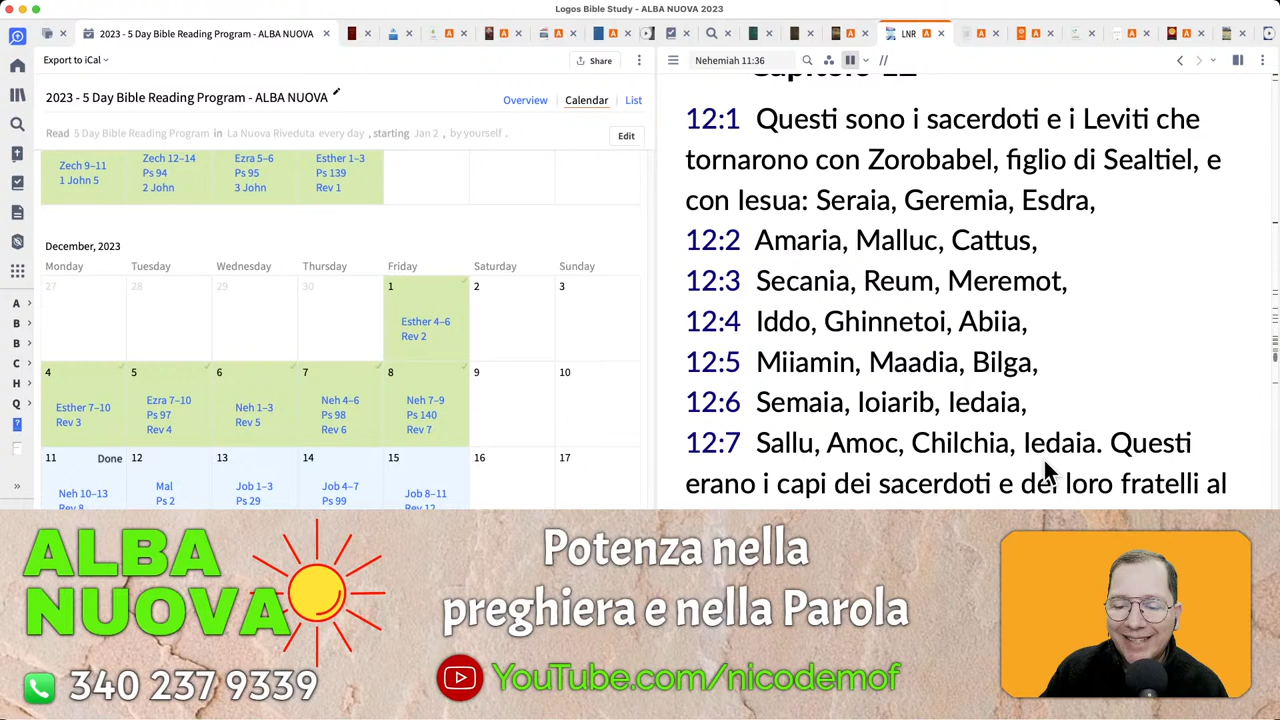 Logos Bible Study - ALBA NUOVA 2023
2023 - 5 Day Bible Reading Program - ALBA NUOVA
LNR
Export to iCal
Share
Nehemiah 11:36
2023 - 5 Day Bible Reading Program - ALBA NUOVA
Overview
Calendar
List
Read 5 Day Bible Reading Program in La Nuova Riveduta every day , starting Jan 2 , by yourself .
Edit
Zech 9–11
1 John 5
Zech 12–14
Ps 94
2 John
Ezra 5–6
Ps 95
3 John
Esther 1–3
Ps 139
Rev 1
December, 2023
Monday Tuesday Wednesday Thursday Friday Saturday Sunday
27 28 29 30 1 2 3
Esther 4–6
Rev 2
4 5 6 7 8 9 10
Esther 7–10
Rev 3
Ezra 7–10
Ps 97
Rev 4
Neh 1–3
Rev 5
Neh 4–6
Ps 98
Rev 6
Neh 7–9
Ps 140
Rev 7
11 Done 12 13 14 15 16 17
Neh 10–13
Rev 8
Mal
Ps 2
Job 1–3
Ps 29
Job 4–7
Ps 99
Job 8–11
Rev 12
A
B
B
C
H
Q
12:1 Questi sono i sacerdoti e i Leviti che
tornarono con Zorobabel, figlio di Sealtiel, e
con Iesua: Seraia, Geremia, Esdra,
12:2 Amaria, Malluc, Cattus,
12:3 Secania, Reum, Meremot,
12:4 Iddo, Ghinnetoi, Abiia,
12:5 Miiamin, Maadia, Bilga,
12:6 Semaia, Ioiarib, Iedaia,
12:7 Sallu, Amoc, Chilchia, Iedaia. Questi
erano i capi dei sacerdoti e dei loro fratelli al
ALBA
NUOVA
340 237 9339
Potenza nella
preghiera e nella Parola
YouTube.com/nicodemof